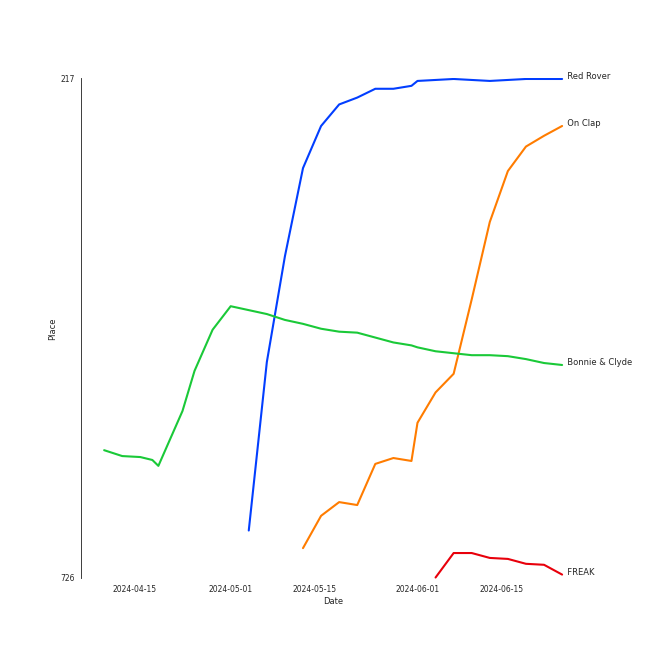 217
Red Rover
On Clap
Place
Bonnie & Clyde
FREAK
726
2024-04-15
2024-05-01
2024-05-15
2024-06-01
2024-06-15
Date